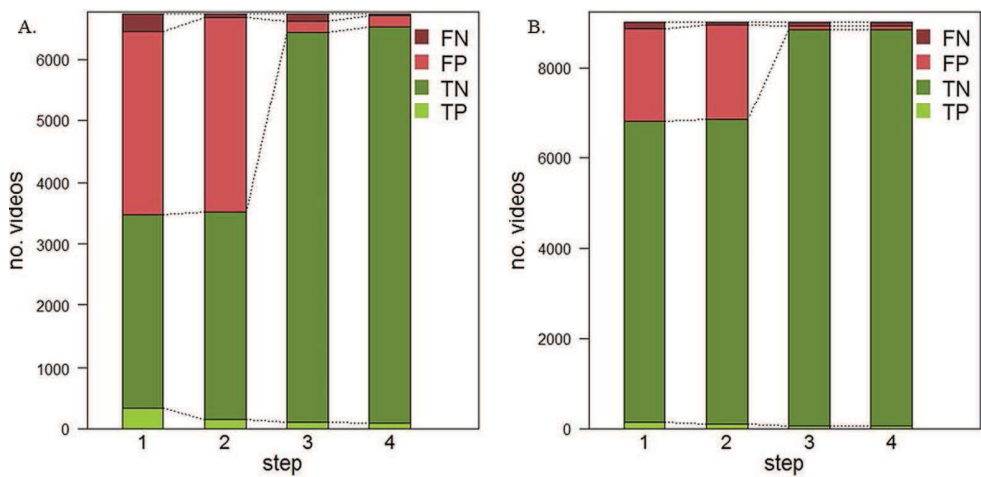 A.
no. videos
6000
5000
4000
3000
2000
1000
0
1 2 3 4
step
FN
FP
TN
TP
B.
no. videos
8000
6000
4000
2000
0
1 2 3 4
step
FN
FP
TN
TP